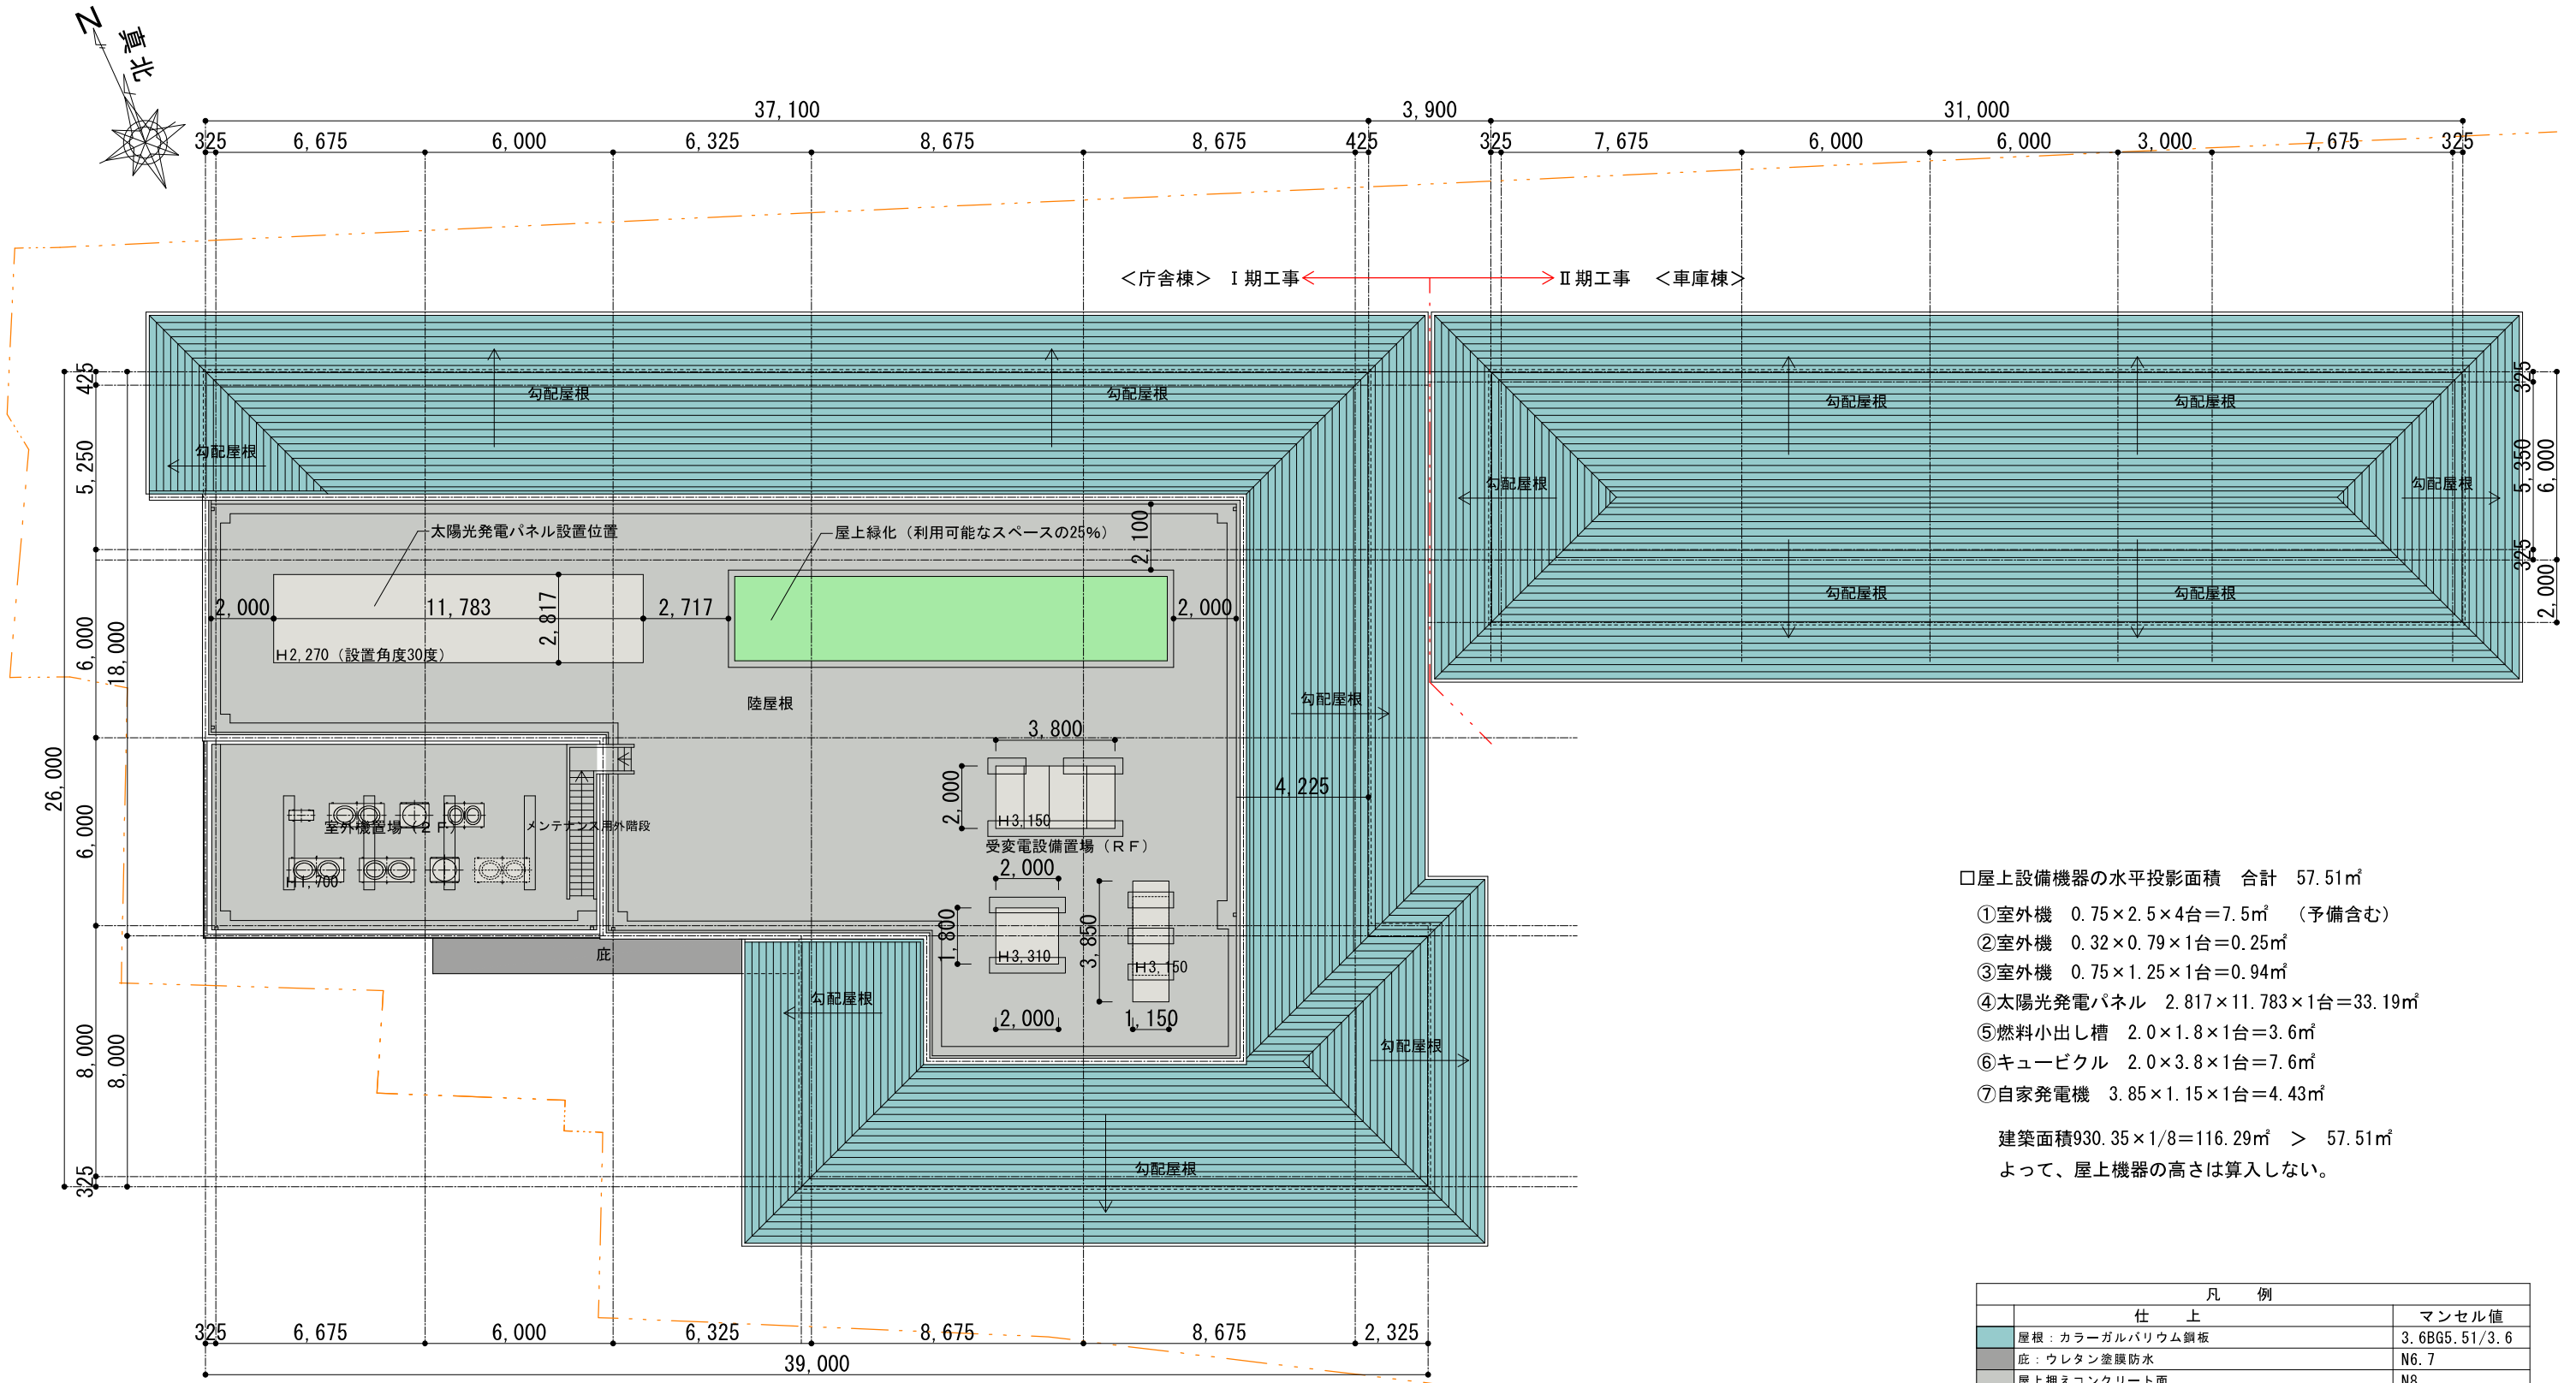 N
真北
37,100
3,900
31,000
325
6,675
6,000
6,325
8,675
8,675
425
325
7,675
6,000
6,000
3,000
7,675
325
＜庁舎棟＞ Ⅰ期工事
Ⅱ期工事 ＜車庫棟＞
勾配屋根
勾配屋根
勾配屋根
勾配屋根
勾配屋根
勾配屋根
勾配屋根
勾配屋根
勾配屋根
425
5,250
6,000
18,000
26,000
6,000
8,000
8,000
325
325
5,350
6,000
325
2,000
太陽光発電パネル設置位置
屋上緑化（利用可能なスペースの25%）
2,100
2,000
11,783
2,817
2,717
2,000
H2,270（設置角度30度）
陸屋根
勾配屋根
3,800
2,000
4,225
H3,150
受変電設備置場（RF）
室外機置場（2F）
メンテナンス用外階段
H1,700
2,000
1,800
3,850
H3,310
H3,150
2,000
1,150
庇
勾配屋根
勾配屋根
勾配屋根
325
6,675
6,000
6,325
8,675
8,675
2,325
39,000
□屋上設備機器の水平投影面積 合計 57.51㎡
①室外機 0.75×2.5×4台＝7.5㎡ （予備含む）
②室外機 0.32×0.79×1台＝0.25㎡
③室外機 0.75×1.25×1台＝0.94㎡
④太陽光発電パネル 2.817×11.783×1台＝33.19㎡
⑤燃料小出し槽 2.0×1.8×1台＝3.6㎡
⑥キュービクル 2.0×3.8×1台＝7.6㎡
⑦自家発電機 3.85×1.15×1台＝4.43㎡
建築面積930.35×1/8＝116.29㎡ ＞ 57.51㎡
よって、屋上機器の高さは算入しない。
凡 例
仕 上 マンセル値
屋根：カラーガルバリウム鋼板 3.6BG5.51/3.6
庇：ウレタン塗膜防水 N6.7
屋上押えコンクリート面 N8